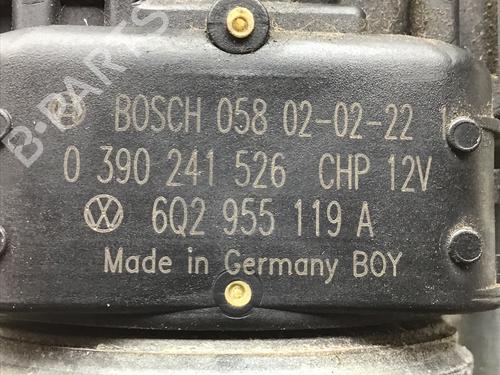 BOSCH 058 02-02-22 1
0 390 241 526 CHP 12V
6Q2 955 119 A
Made in Germany BOY
B-PARTS